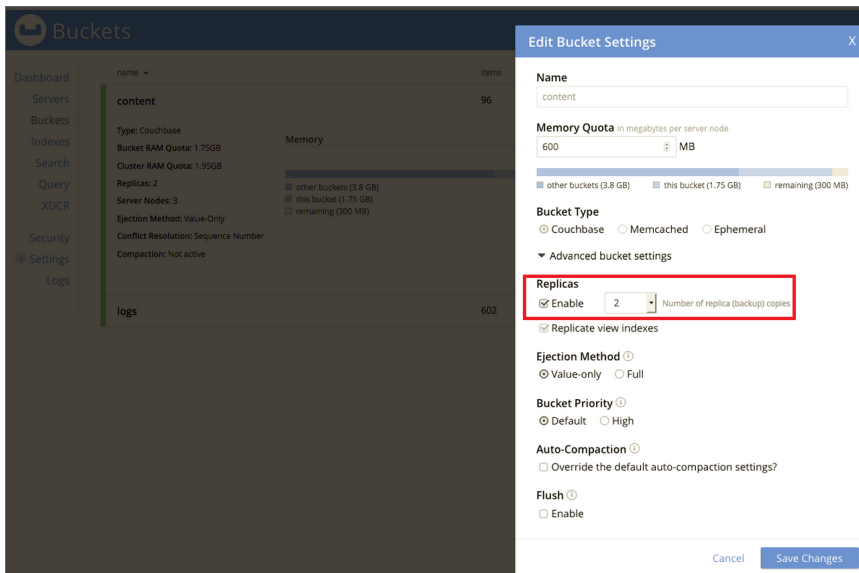 Buckets
Dashboard
Servers
Buckets
Indexes
Search
Query
XDCR
Security
Settings
Logs
name
items
content
96
Type: Couchbase
Bucket RAM Quota: 1.75GB
Cluster RAM Quota: 1.95GB
Replicas: 2
Server Nodes: 3
Ejection Method: Value-Only
Conflict Resolution: Sequence Number
Compaction: Not active
Memory
other buckets (3.8 GB)
this bucket (1.75 GB)
remaining (300 MB)
logs
602
Edit Bucket Settings X
Name
content
Memory Quota in megabytes per server node
600 MB
other buckets (3.8 GB) this bucket (1.75 GB) remaining (300 MB)
Bucket Type
Couchbase Memcached Ephemeral
Advanced bucket settings
Replicas
Enable 2 Number of replica (backup) copies
Replicate view indexes
Ejection Method
Value-only Full
Bucket Priority
Default High
Auto-Compaction
Override the default auto-compaction settings?
Flush
Enable
Cancel Save Changes